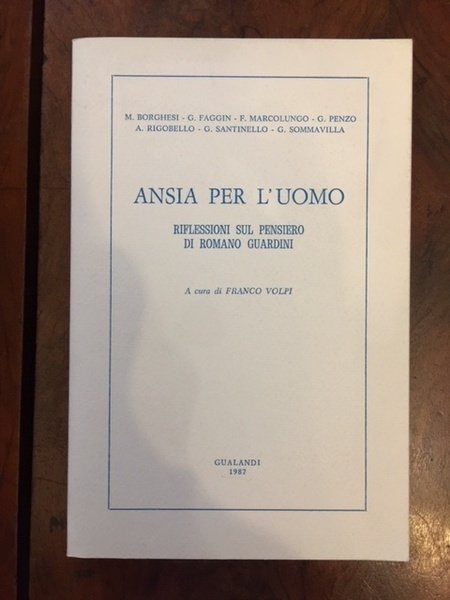 M. BORGHESI - G. FAGGIN - F. MARCOLUNGO - G. PENZO
A. RIGOBELLO - G. SANTINELLO - G. SOMMAVILLA
ANSIA PER L'UOMO
RIFLESSIONI SUL PENSIERO
DI ROMANO GUARDINI
A cura di FRANCO VOLPI
GUALANDI
1987